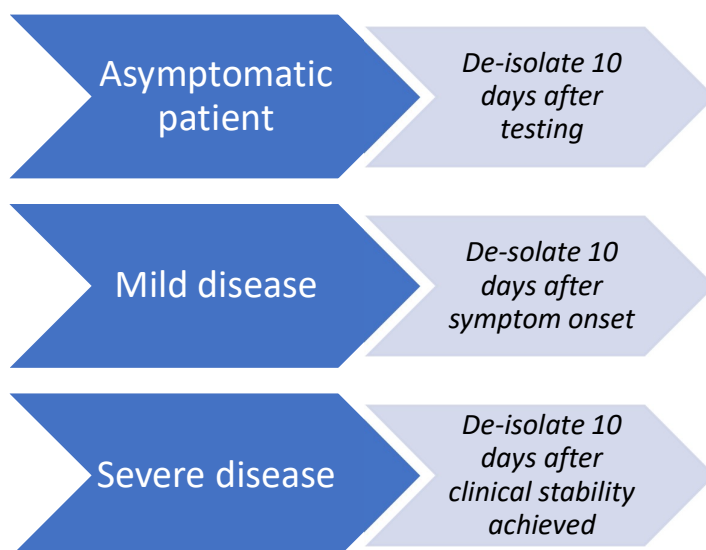 Asymptomatic
patient
De-isolate 10
days after
testing
Mild disease
De-solate 10
days after
symptom onset
Severe disease
De-isolate 10
days after
clinical stability
achieved